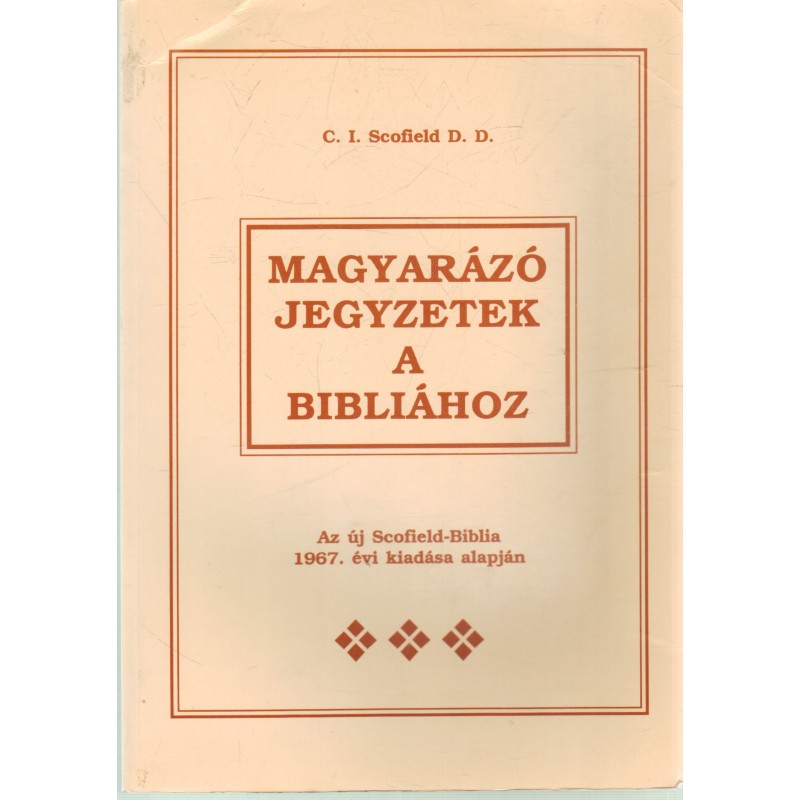 C. I. Scofield D. D.
MAGYARÁZÓ
JEGYZETEK
A
BIBLIÁHOZ
Az új Scofield-Biblia
1967. évi kiadása alapján